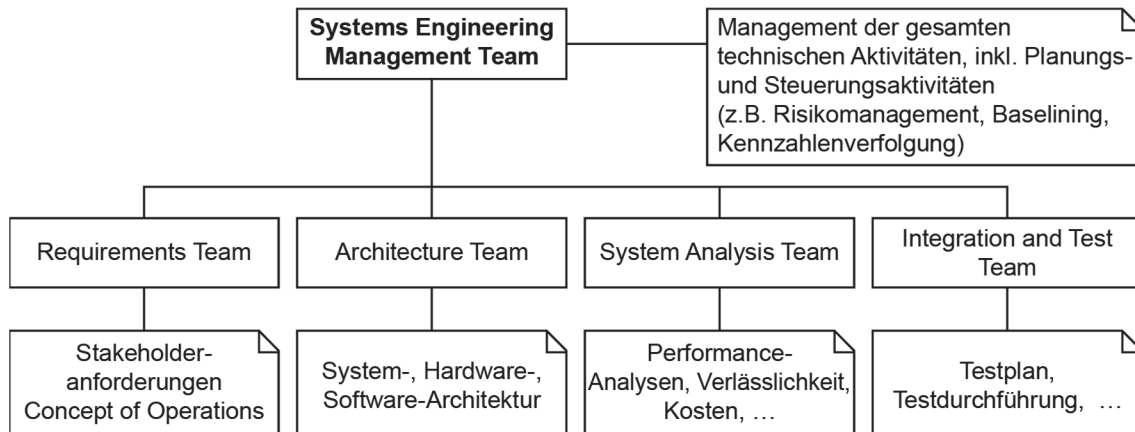 Systems Engineering
Management Team
Management der gesamten
technischen Aktivitäten, inkl. Planungs-
und Steuerungsaktivitäten
(z.B. Risikomanagement, Baselining,
Kennzahlenverfolgung)
Requirements Team
Architecture Team
System Analysis Team
Integration and Test
Team
Stakeholder-
anforderungen
Concept of Operations
System-, Hardware-,
Software-Architektur
Performance-
Analysen, Verlässlichkeit,
Kosten, …
Testplan,
Testdurchführung, …